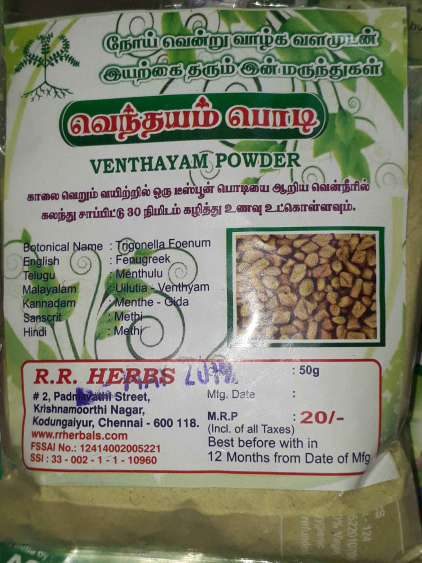 நோய் வென்று வாழ்க வளமுடன்
இயற்கை தரும் இன் மருந்துகள்
வெந்தயம் பொடி
VENTHAYAM POWDER
காலை வெறும் வயிற்றில் ஒரு டீஸ்பூன் பொடியை ஆறிய வென்நீரில்
கலந்து சாப்பிட்டு 30 நிமிடம் கழித்து உணவு உட்கொள்ளவும்.
Botonical Name : Trigonella Foenum
English : Fenugreek
Telugu : Menthulu
Malayalam : Uilutia - Venthyam
Kannadam : Menthe - Gida
Sanscrit : Methi
Hindi : Methi
R.R. HERBS
# 2, Padmavathi Street,
Krishnamoorthi Nagar,
Kodungaiyur, Chennai - 600 118.
www.rrherbals.com
FSSAI No.: 12414002005221
SSI : 33 - 002 - 1 - 1 - 10960
: 50g
Mfg. Date :
M.R.P : 20/-
(Incl. of all Taxes)
Best before with in
12 Months from Date of Mfg